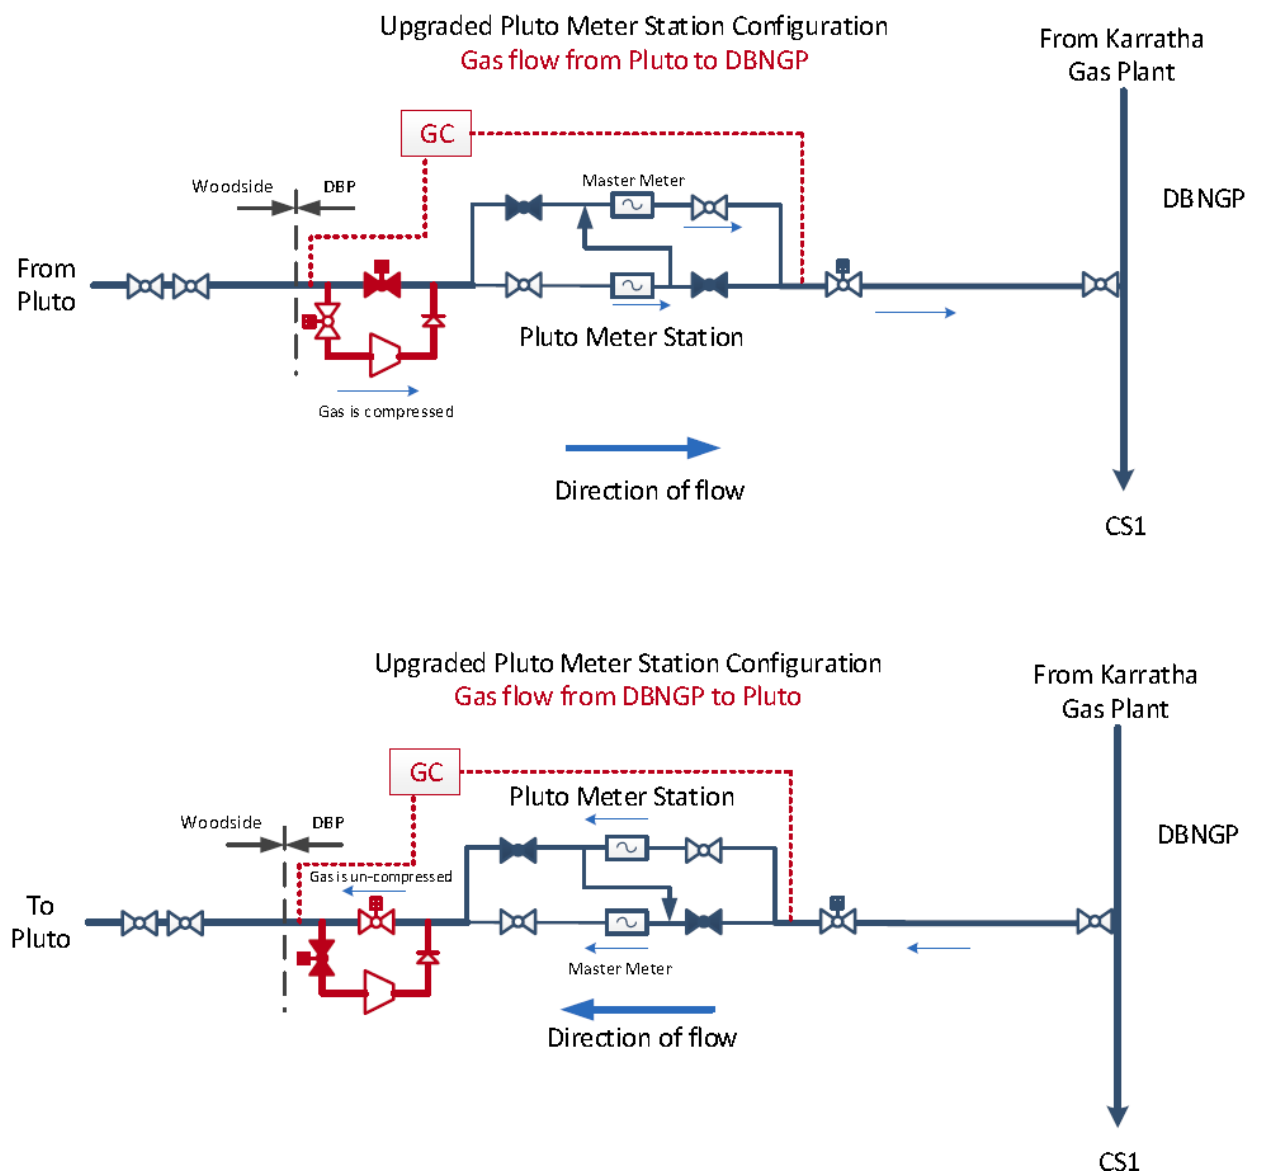 Upgraded Pluto Meter Station Configuration
Gas flow from Pluto to DBNGP
From Karratha
Gas Plant
GC
Woodside
DBP
Master Meter
DBNGP
From
Pluto
Pluto Meter Station
Gas is compressed
Direction of flow
CS1
Upgraded Pluto Meter Station Configuration
Gas flow from DBNGP to Pluto
From Karratha
Gas Plant
GC
Pluto Meter Station
Woodside
DBP
DBNGP
Gas is un-compressed
To
Pluto
Master Meter
Direction of flow
CS1